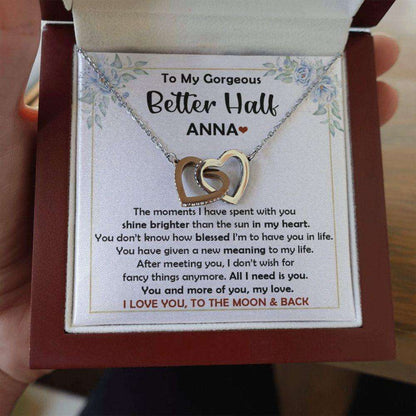 To My Gorgeous
Better Half
ANNA♥
The moments I have spent with you
shine brighter than the sun in my heart.
You don't know how blessed I'm to have you in life.
You have given a new meaning to my life.
After meeting you, I don't wish for
fancy things anymore. All I need is you.
You and more of you, my love.
I LOVE YOU, TO THE MOON & BACK